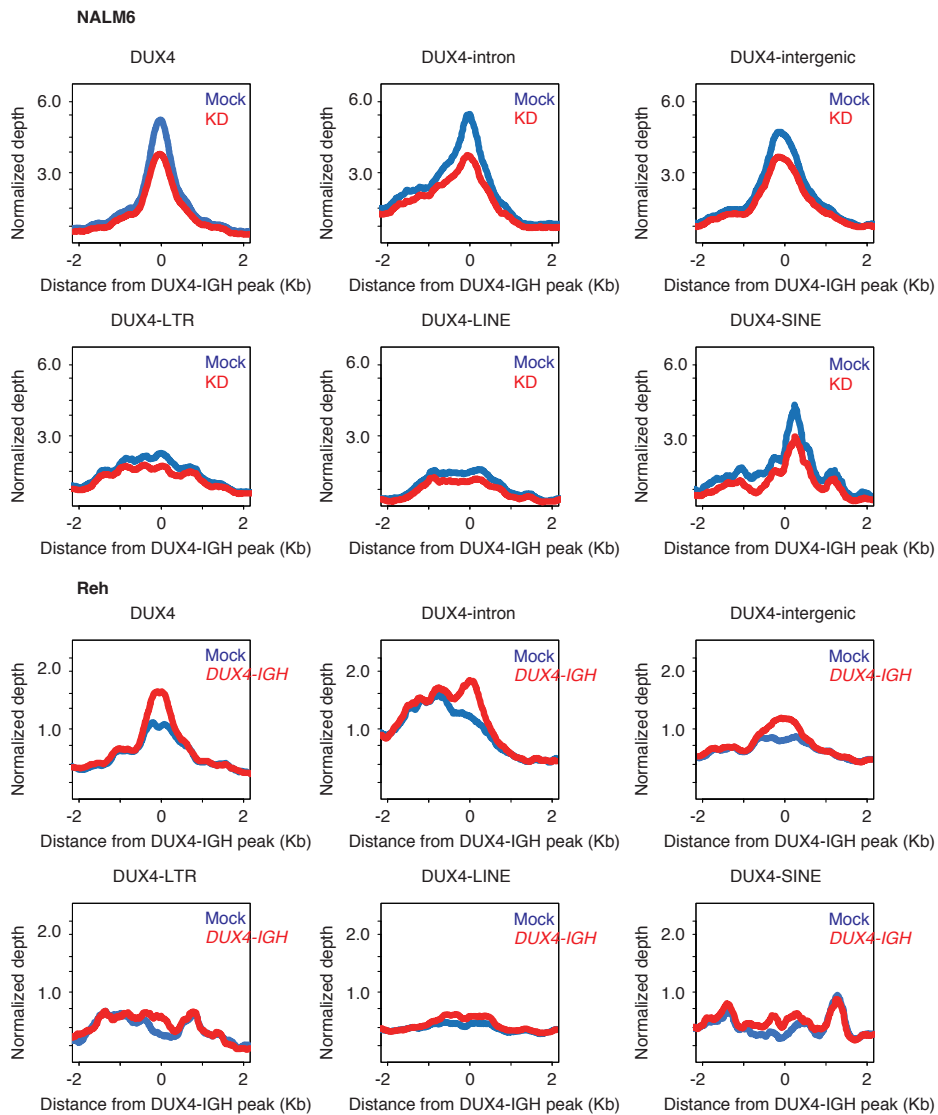 NALM6
DUX4
DUX4-intron
DUX4-intergenic
Normalized depth
6.0
3.0
Mock
KD
-2
0
2
Distance from DUX4-IGH peak (Kb)
Normalized depth
6.0
3.0
Mock
KD
-2
0
2
Distance from DUX4-IGH peak (Kb)
Normalized depth
6.0
3.0
Mock
KD
-2
0
2
Distance from DUX4-IGH peak (Kb)
DUX4-LTR
DUX4-LINE
DUX4-SINE
Normalized depth
6.0
3.0
Mock
KD
-2
0
2
Distance from DUX4-IGH peak (Kb)
Normalized depth
6.0
3.0
Mock
KD
-2
0
2
Distance from DUX4-IGH peak (Kb)
Normalized depth
6.0
3.0
Mock
KD
-2
0
2
Distance from DUX4-IGH peak (Kb)
Reh
DUX4
DUX4-intron
DUX4-intergenic
Normalized depth
2.0
1.0
Mock
DUX4-IGH
-2
0
2
Distance from DUX4-IGH peak (Kb)
Normalized depth
2.0
1.0
Mock
DUX4-IGH
-2
0
2
Distance from DUX4-IGH peak (Kb)
Normalized depth
2.0
1.0
Mock
DUX4-IGH
-2
0
2
Distance from DUX4-IGH peak (Kb)
DUX4-LTR
DUX4-LINE
DUX4-SINE
Normalized depth
2.0
1.0
Mock
DUX4-IGH
-2
0
2
Distance from DUX4-IGH peak (Kb)
Normalized depth
2.0
1.0
Mock
DUX4-IGH
-2
0
2
Distance from DUX4-IGH peak (Kb)
Normalized depth
2.0
1.0
Mock
DUX4-IGH
-2
0
2
Distance from DUX4-IGH peak (Kb)